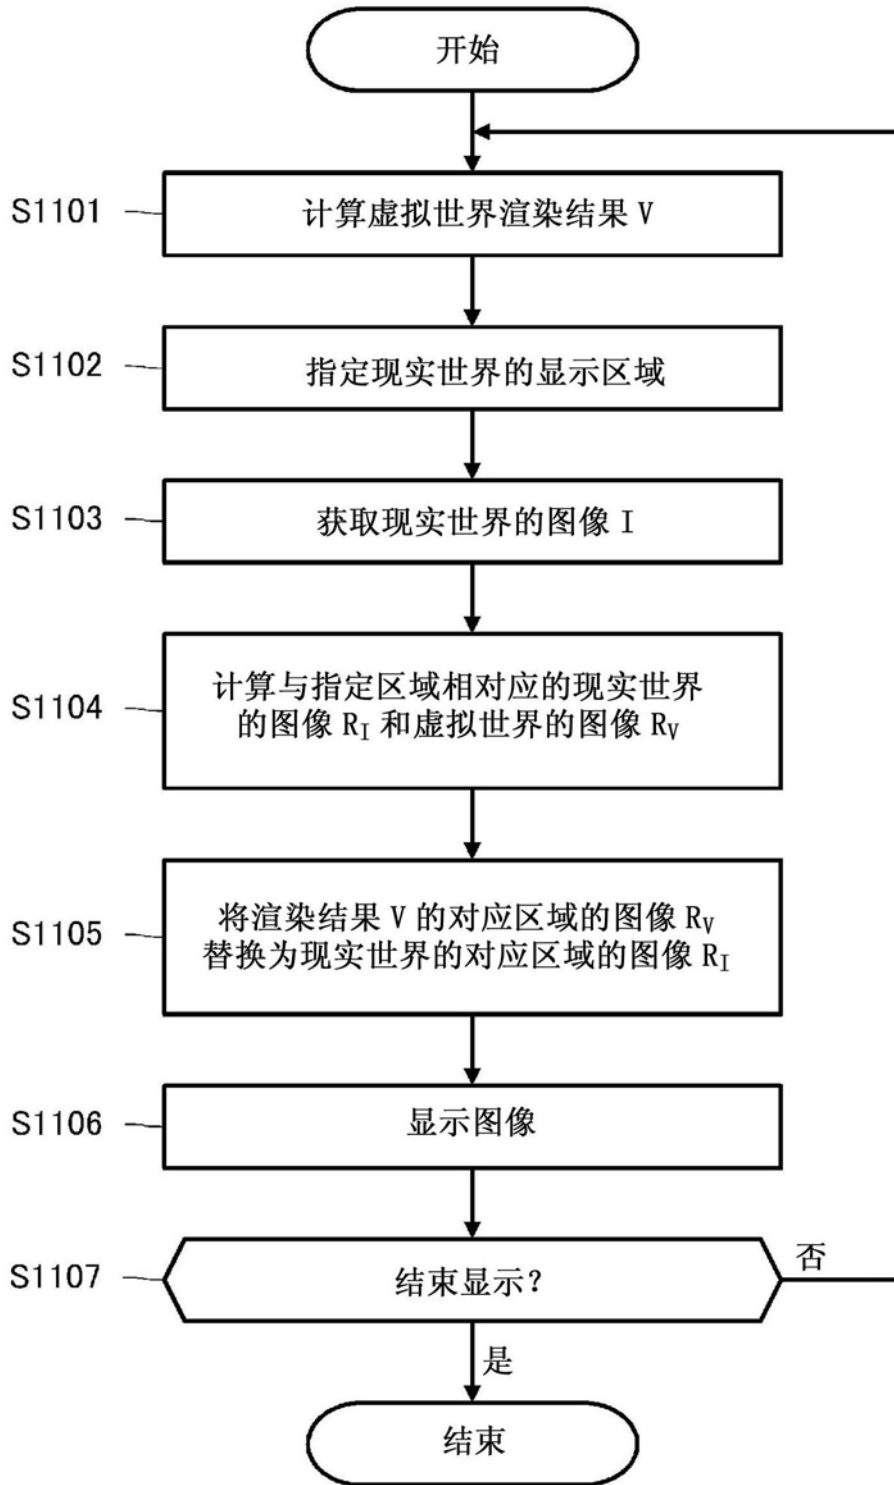 开始
S1101
计算虚拟世界渲染结果 V
S1102
指定现实世界的显示区域
S1103
获取现实世界的图像 I
S1104
计算与指定区域相对应的现实世界
的图像 R_I 和虚拟世界的图像 R_V
S1105
将渲染结果 V 的对应区域的图像 R_V
替换为现实世界的对应区域的图像 R_I
S1106
显示图像
S1107
结束显示?
否
是
结束